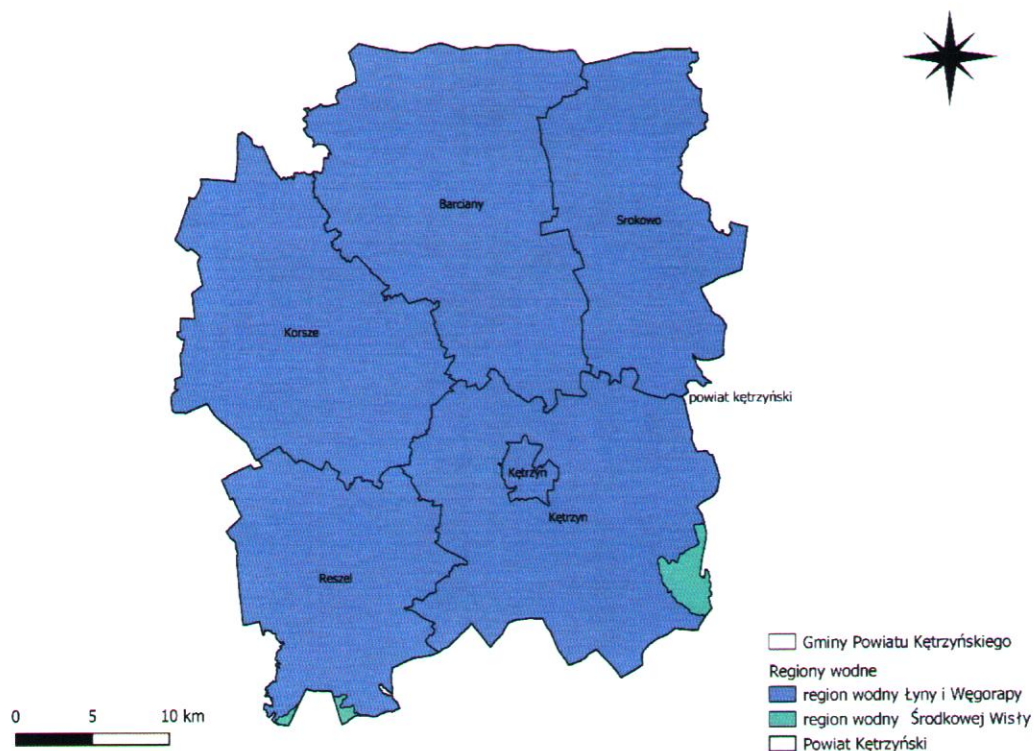 Barciany
Srokowo
Korsze
powiat kętrzyński
Kętrzyn
Kętrzyn
Reszel
Gminy Powiatu Kętrzyńskiego
Regiony wodne
region wodny Łyny i Węgorapy
region wodny Środkowej Wisły
Powiat Kętrzyński
0 5 10 km